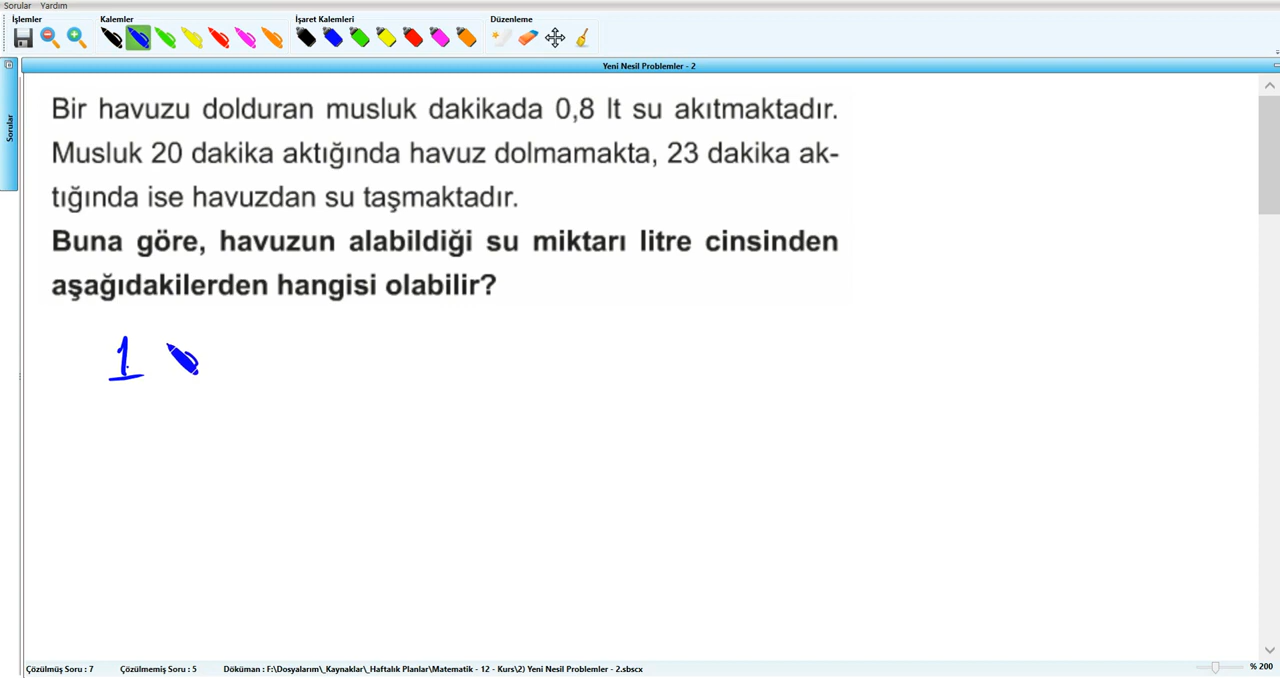 Sorular Yardım
İşlemler Kalemler İşaret Kalemleri Düzenleme
Yeni Nesil Problemler - 2
Sorular
Bir havuzu dolduran musluk dakikada 0,8 lt su akıtmaktadır.
Musluk 20 dakika aktığında havuz dolmamakta, 23 dakika ak-
tığında ise havuzdan su taşmaktadır.
Buna göre, havuzun alabildiği su miktarı litre cinsinden
aşağıdakilerden hangisi olabilir?
1
Çözülmüş Soru : 7 Çözülmemiş Soru : 5 Döküman : F:\Dosyalarım\_Kaynaklar\_Haftalık Planlar\Matematik - 12 - Kurs\2) Yeni Nesil Problemler - 2.sbscx % 200